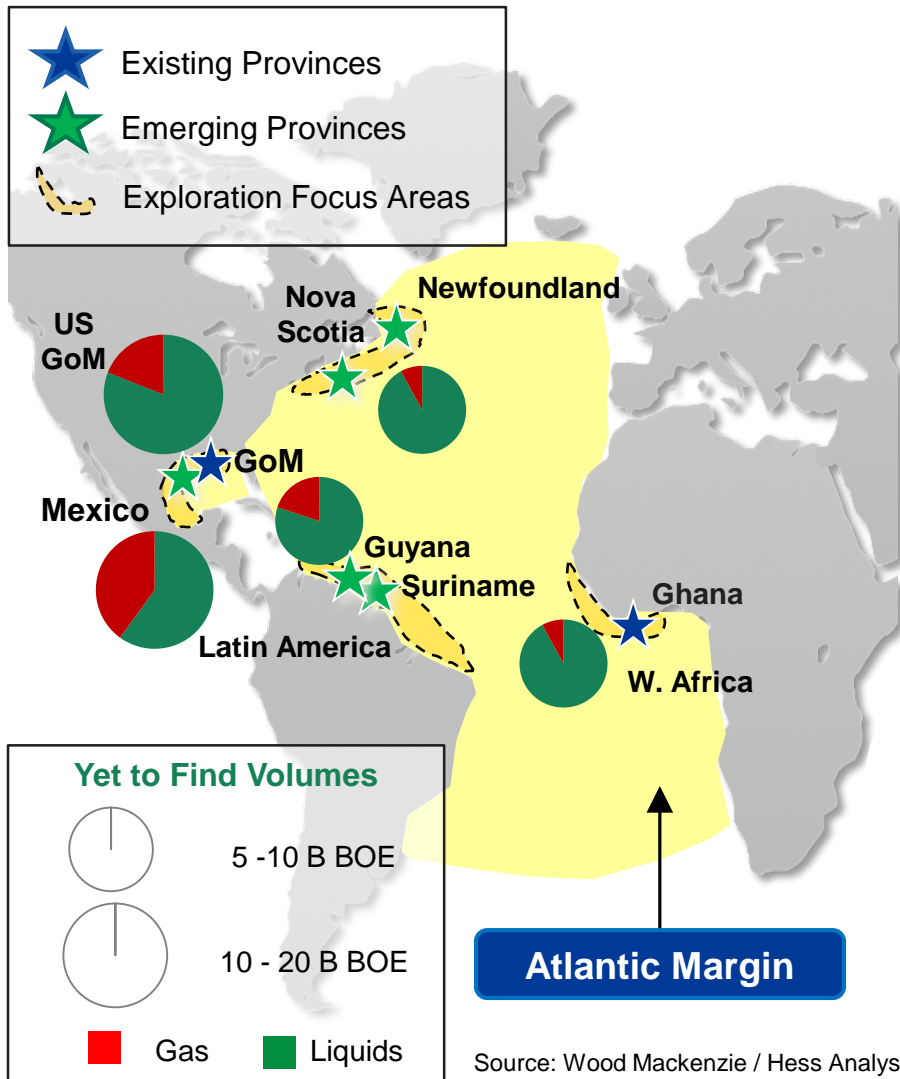 Existing Provinces
Emerging Provinces
Exploration Focus Areas
Newfoundland
Nova
Scotia
US
GoM
GoM
Mexico
Guyana
Suriname
Latin America
Ghana
W. Africa
Yet to Find Volumes
5 -10 B BOE
10 - 20 B BOE
Gas
Liquids
Atlantic Margin
Source: Wood Mackenzie / Hess Analys